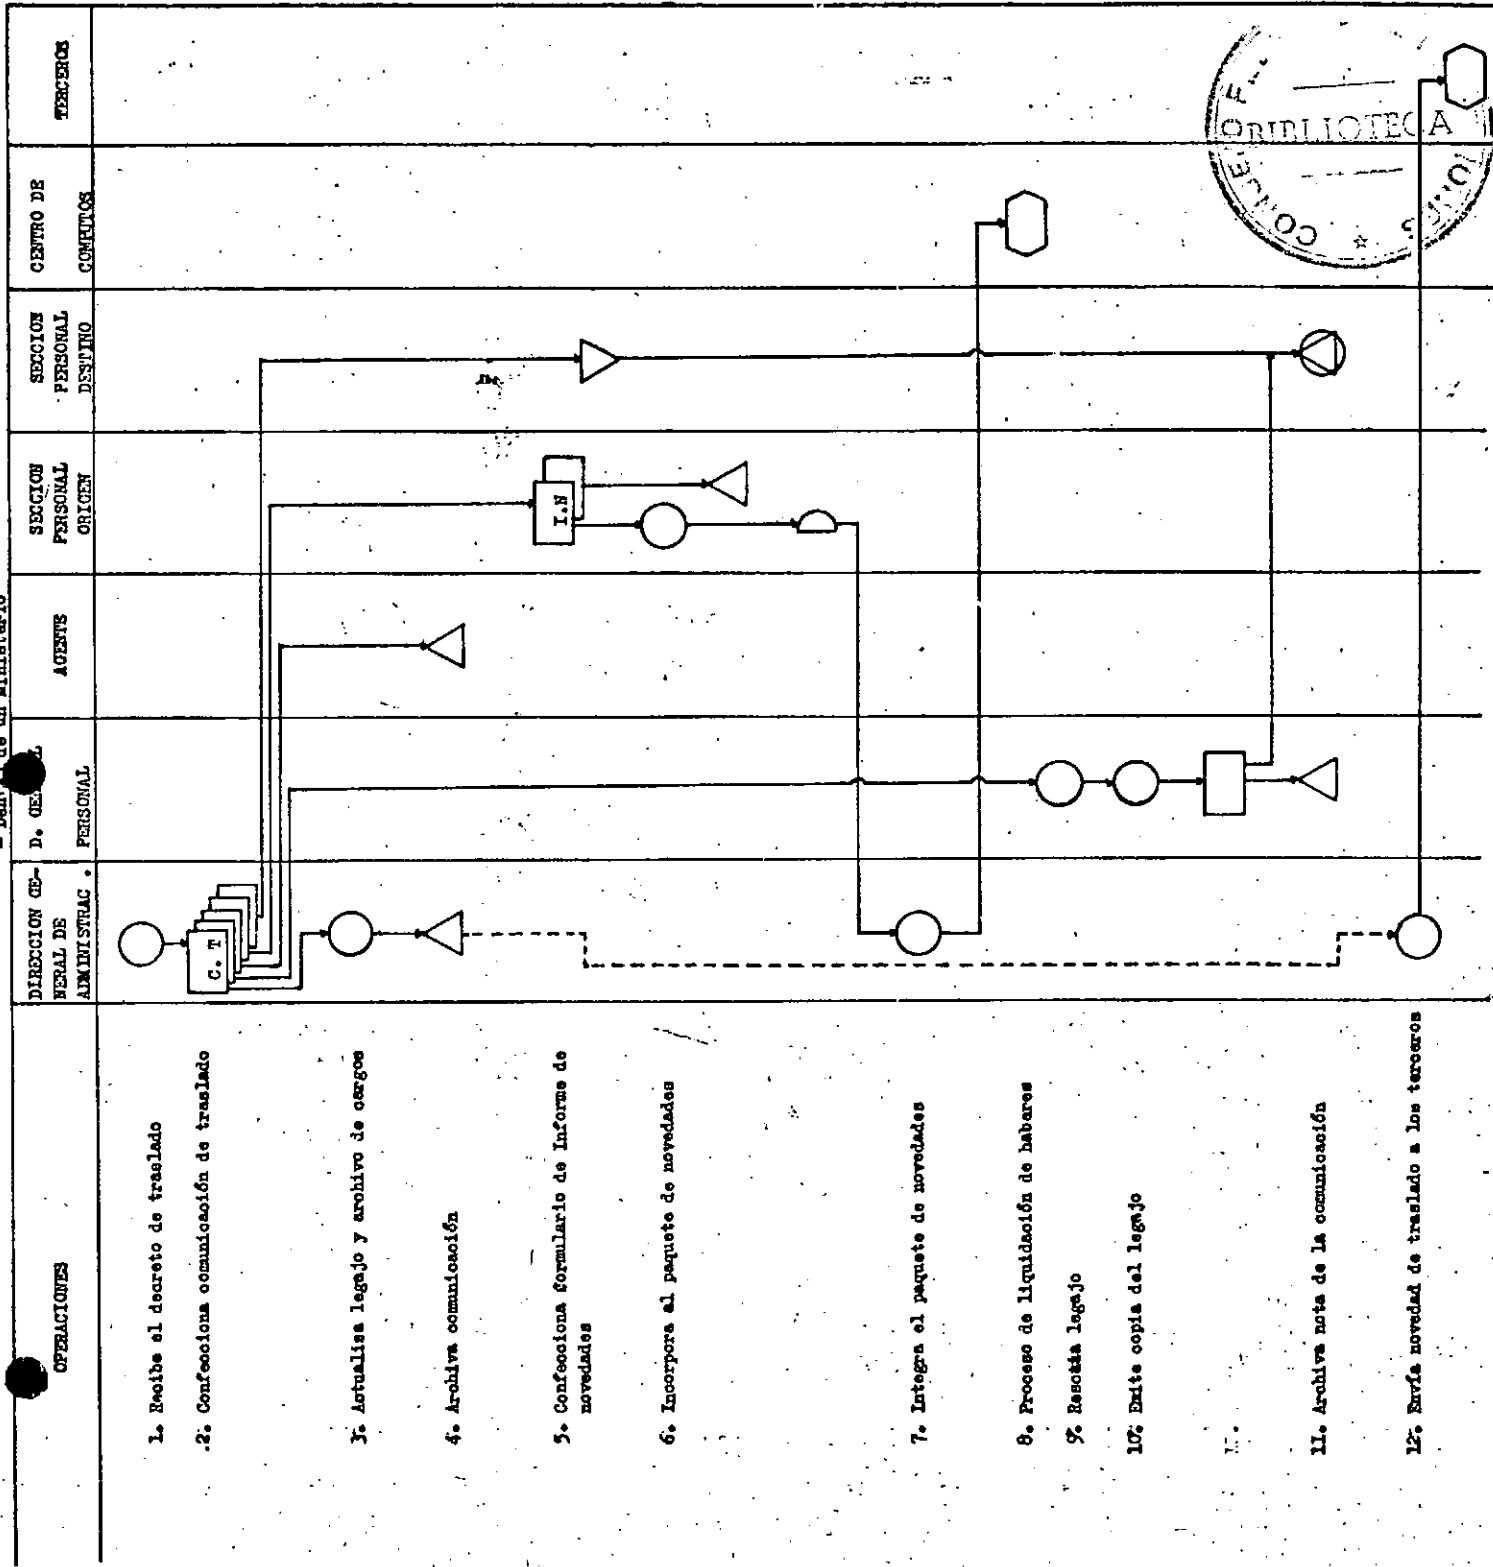 de un Ministerio
OPERACIONES
DIRECCION GE-
NERAL DE
ADMINISTRAC.
D.
PERSONAL
AGENTE
SECCION
PERSONAL
ORIGEN
SECCION
PERSONAL
DESTINO
CENTRO DE
COMPUTOS
TERCEROS
1. Recibe el decreto de traslado
2. Confecciona comunicación de traslado
3. Actualiza legajo y archivo de cargos
4. Archiva comunicación
5. Confecciona formulario de Informe de
novedades
6. Incorpora al paquete de novedades
7. Integra el paquete de novedades
8. Proceso de liquidación de haberes
9. legajo
10. Emite copia del legajo
11. Archiva nota de la comunicación
12. Envía novedad de traslado a los terceros
C. T
I.N
CONSEJO F
BIBLIOTECA